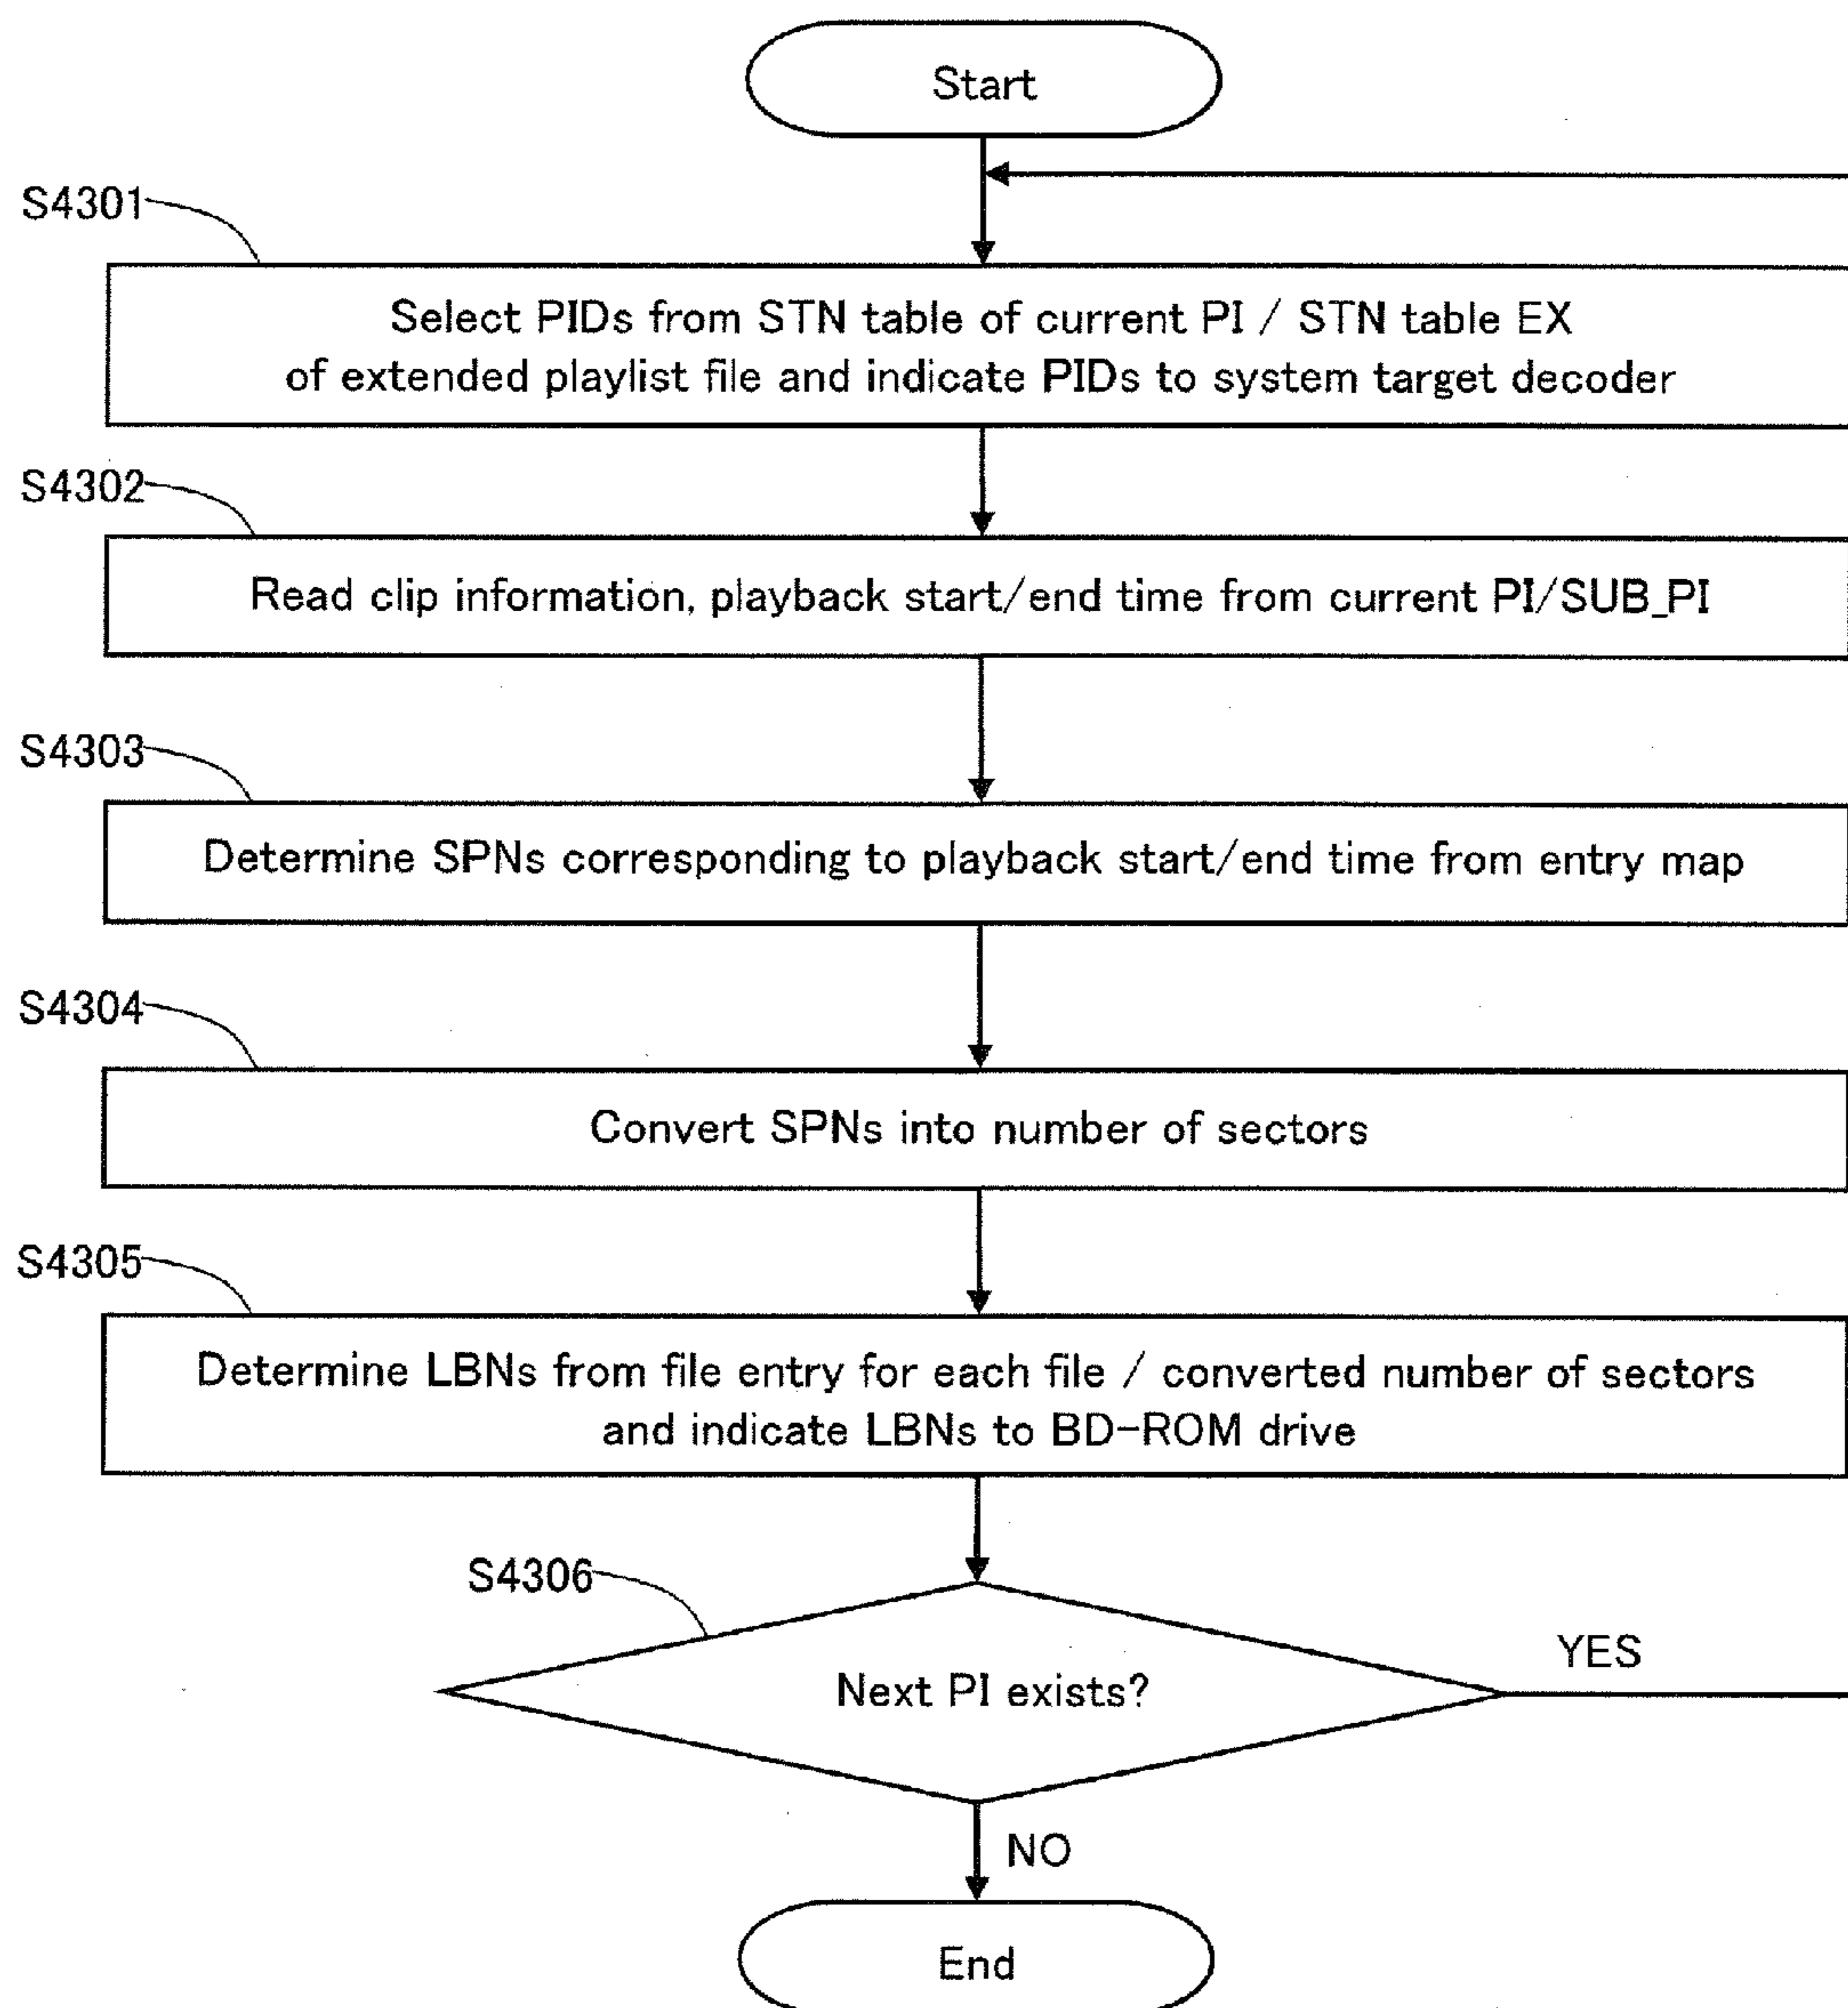 Start
S4301
Select PIDs from STN table of current PI / STN table EX
of extended playlist file and indicate PIDs to system target decoder
S4302
Read clip information, playback start/end time from current PI/SUB_PI
S4303
Determine SPNs corresponding to playback start/end time from entry map
S4304
Convert SPNs into number of sectors
S4305
Determine LBNs from file entry for each file / converted number of sectors
and indicate LBNs to BD-ROM drive
S4306
Next PI exists?
YES
NO
End